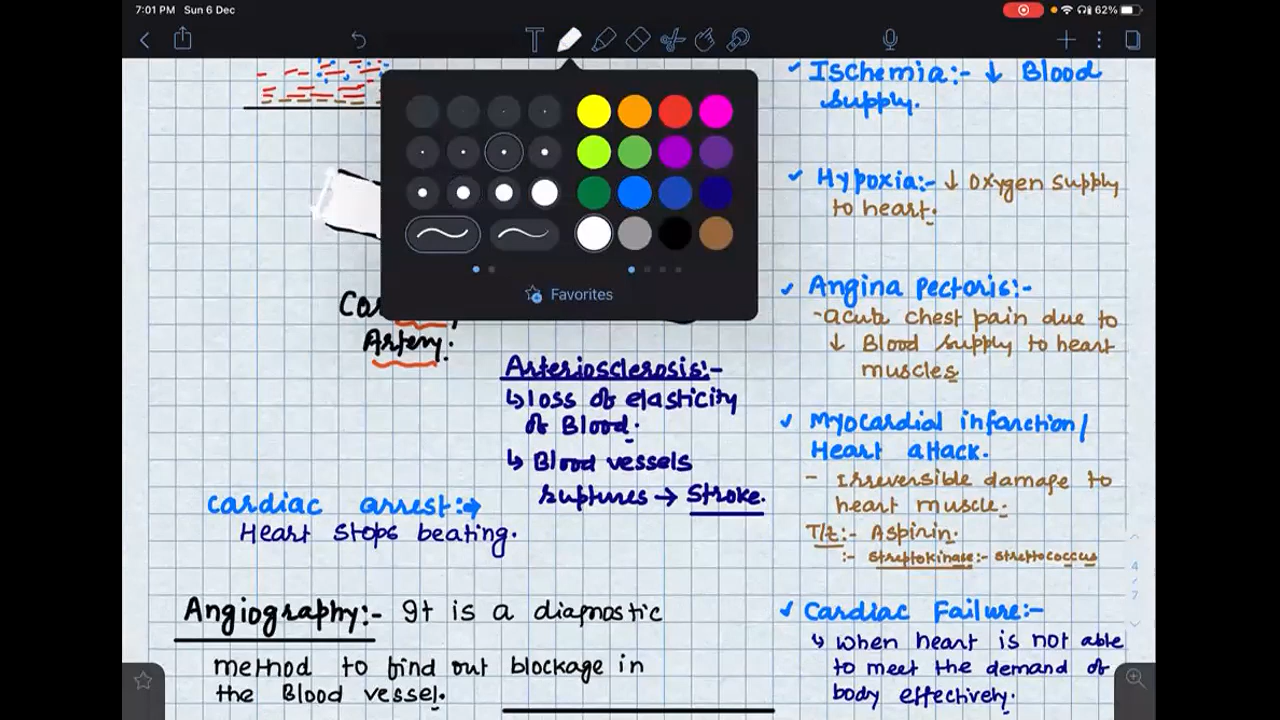 7:01 PM Sun 6 Dec
62%
Favorites
Artery.
Arteriosclerosis:-
↳ loss of elasticity
of Blood.
↳ Blood vessels
ruptures → Stroke.
cardiac arrest:⇒
Heart stops beating.
Angiography:- It is a diagnostic
method to find out blockage in
the Blood vessel.
✓ Ischemia:- ↓ Blood
supply.
✓ Hypoxia:- ↓ Oxygen supply
to heart.
✓ Angina Pectoris:-
-acute chest pain due to
↓ Blood supply to heart
muscles
✓ Myocardial infarction/
Heart attack.
- Irreversible damage to
heart muscle.
T/t:- Aspirin.
:- Streptokinase:- Streptococcus
✓ Cardiac Failure:-
↳ when heart is not able
to meet the demand of
body effectively.
4
7